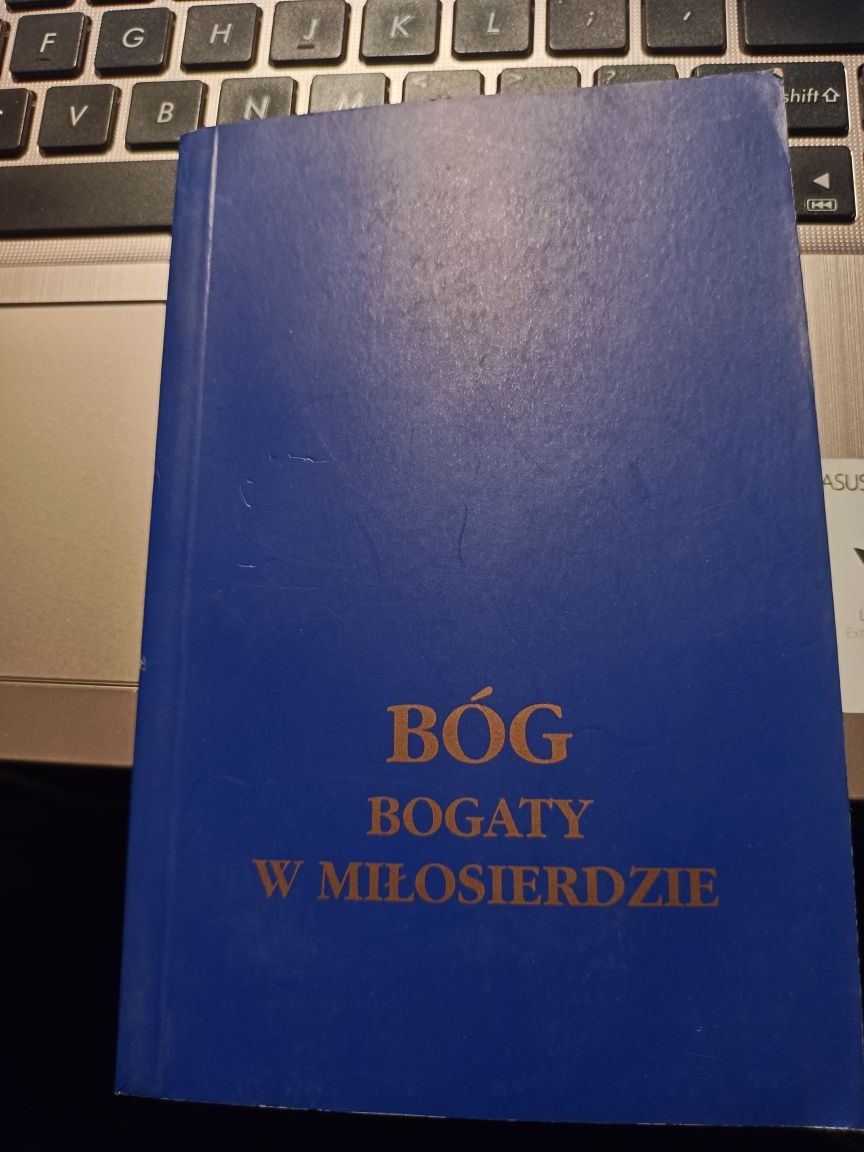 F G H J K L ; ,
V B N M < > ? shift
ASUS
BÓG
BOGATY
W MIŁOSIERDZIE